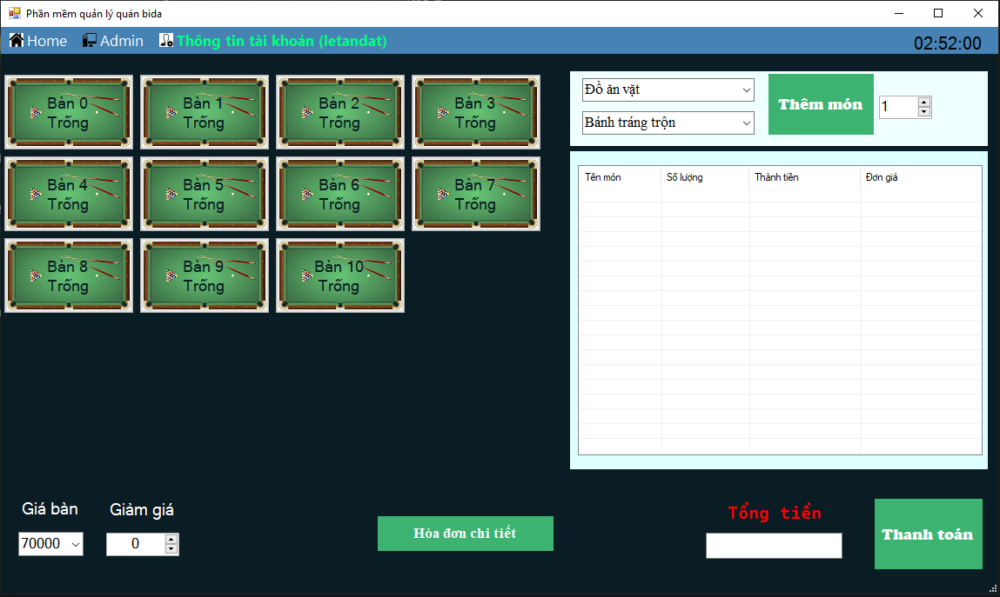 Phần mềm quản lý quán bida
Home Admin Thông tin tài khoản (letandat) 02:52:00
Bàn 0
Trống
Bàn 1
Trống
Bàn 2
Trống
Bàn 3
Trống
Bàn 4
Trống
Bàn 5
Trống
Bàn 6
Trống
Bàn 7
Trống
Bàn 8
Trống
Bàn 9
Trống
Bàn 10
Trống
Đồ ăn vặt
Bánh tráng trộn
Thêm món
1
Tên món Số lượng Thành tiền Đơn giá
Giá bàn
70000
Giảm giá
0
Hóa đơn chi tiết
Tổng tiền
Thanh toán